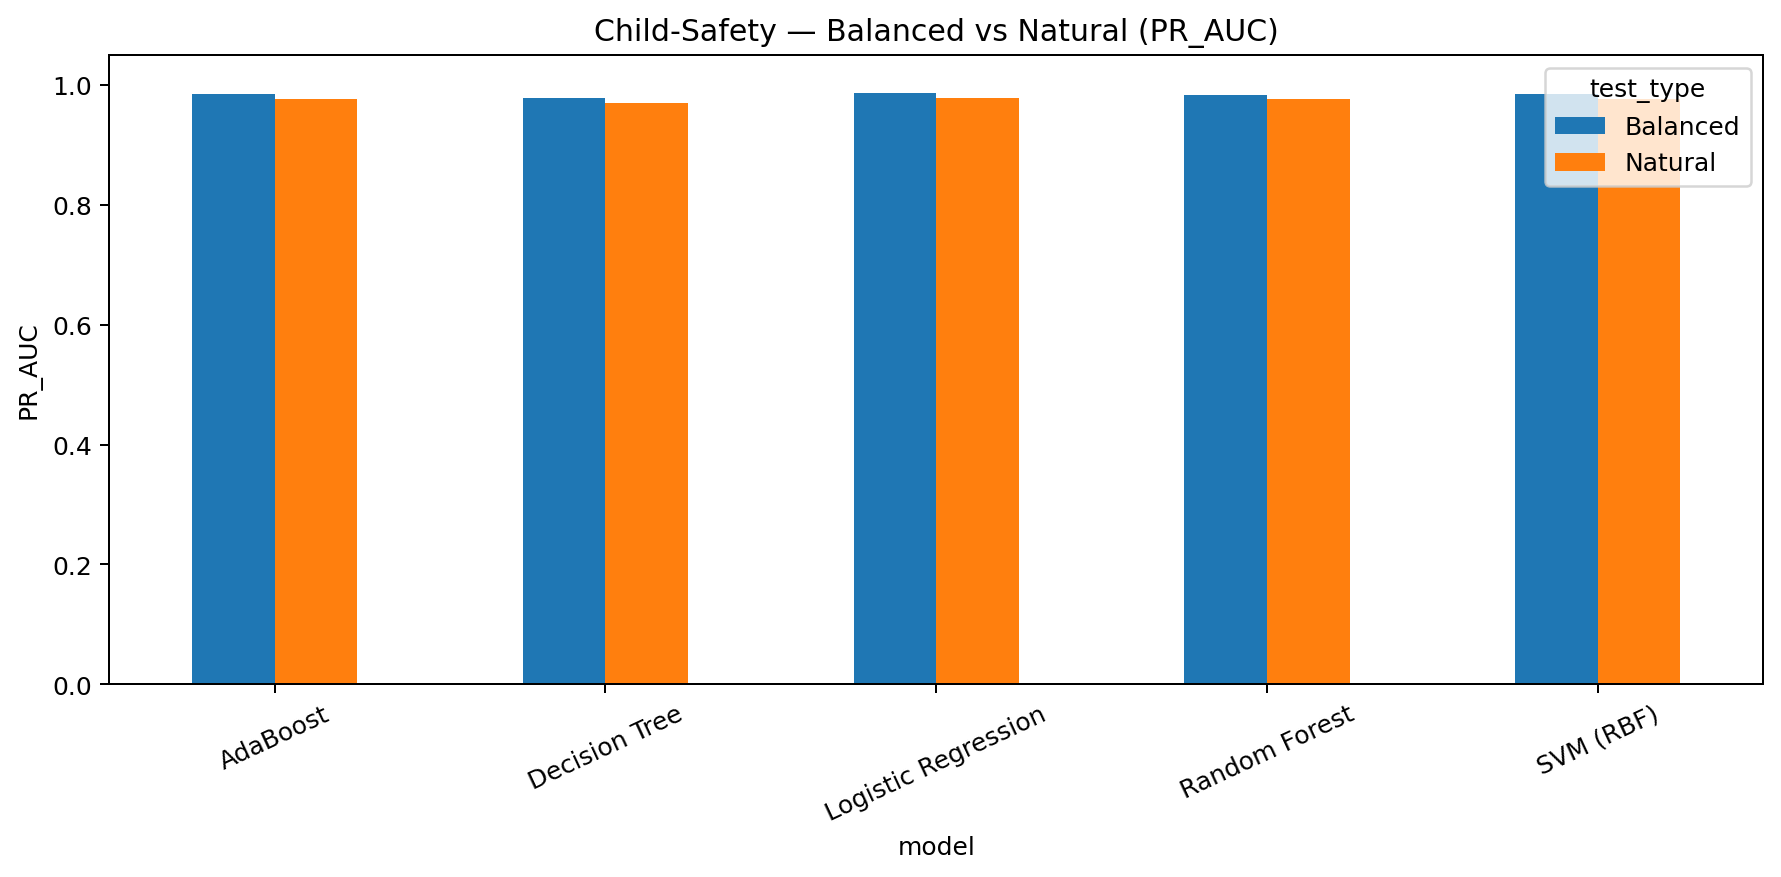 Child-Safety — Balanced vs Natural (PR_AUC)
test_type
Balanced
Natural
PR_AUC
1.0
0.8
0.6
0.4
0.2
0.0
AdaBoost
Decision Tree
Logistic Regression
Random Forest
SVM (RBF)
model